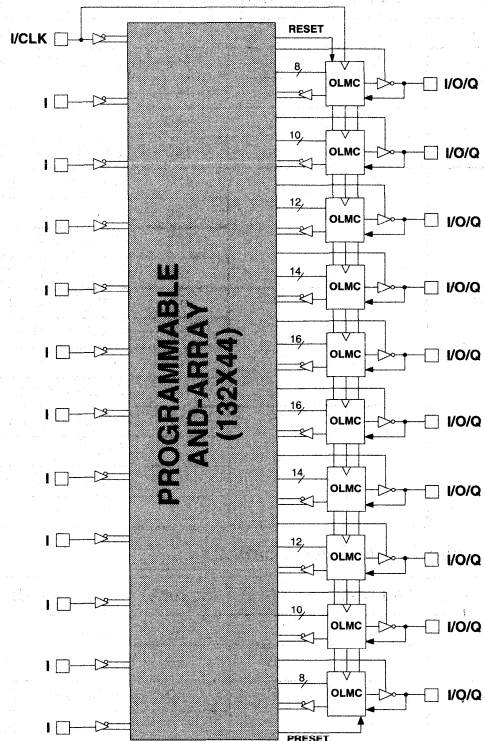 RESET
I/CLK
8
OLMC
I/O/Q
I
10
OLMC
I/O/Q
I
12
OLMC
I/O/Q
I
14
OLMC
I/O/Q
I
16
OLMC
I/O/Q
I
PROGRAMMABLE
AND-ARRAY
(132X44)
16
OLMC
I/O/Q
I
14
OLMC
I/O/Q
I
12
OLMC
I/O/Q
I
10
OLMC
I/O/Q
I
8
OLMC
I/O/Q
I
I
PRESET